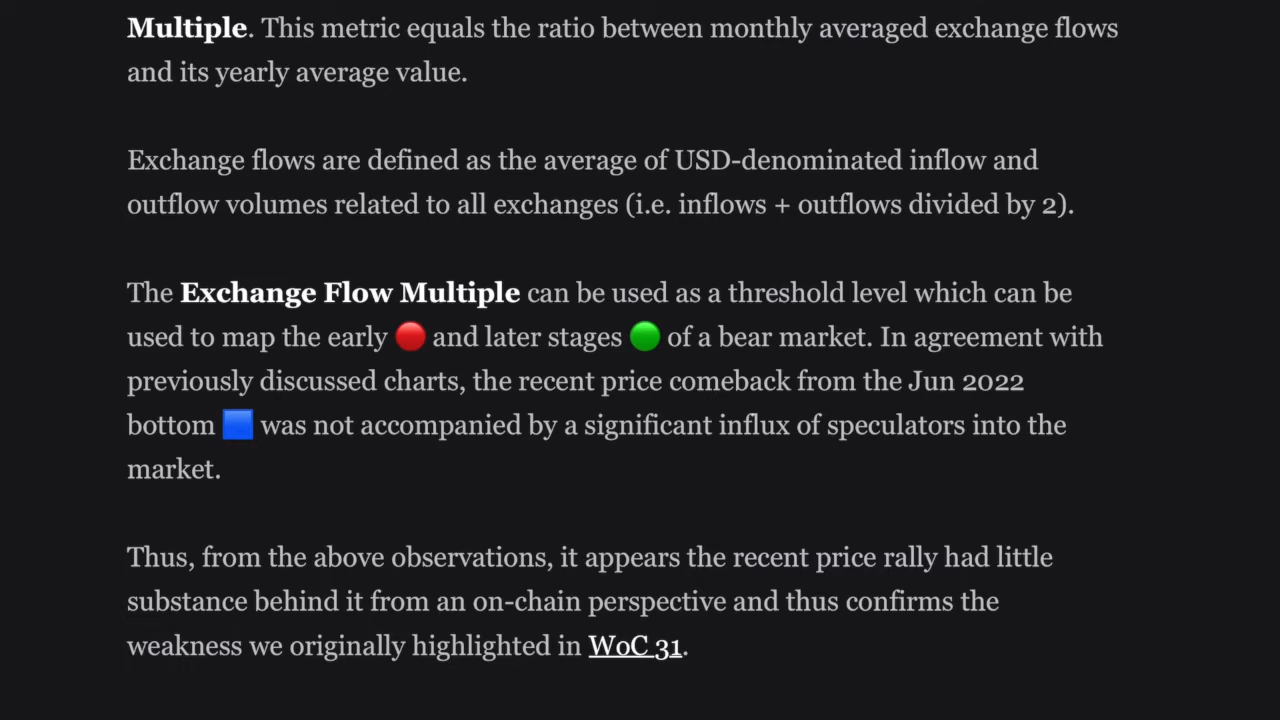 Multiple. This metric equals the ratio between monthly averaged exchange flows
and its yearly average value.
Exchange flows are defined as the average of USD-denominated inflow and
outflow volumes related to all exchanges (i.e. inflows + outflows divided by 2).
The Exchange Flow Multiple can be used as a threshold level which can be
used to map the early 🔴 and later stages 🟢 of a bear market. In agreement with
previously discussed charts, the recent price comeback from the Jun 2022
bottom 🟦 was not accompanied by a significant influx of speculators into the
market.
Thus, from the above observations, it appears the recent price rally had little
substance behind it from an on-chain perspective and thus confirms the
weakness we originally highlighted in WoC 31.